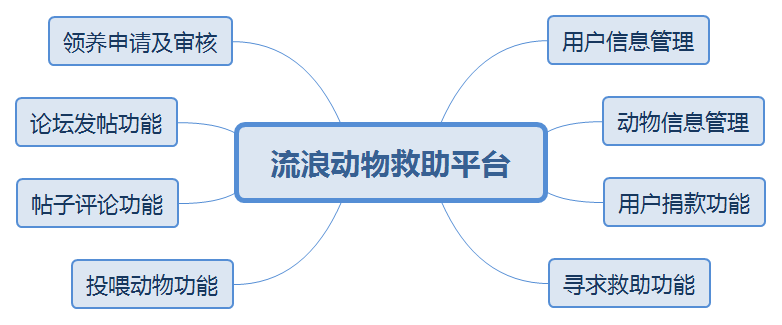 领养申请及审核
用户信息管理
论坛发帖功能
动物信息管理
流浪动物救助平台
帖子评论功能
用户捐款功能
投喂动物功能
寻求救助功能